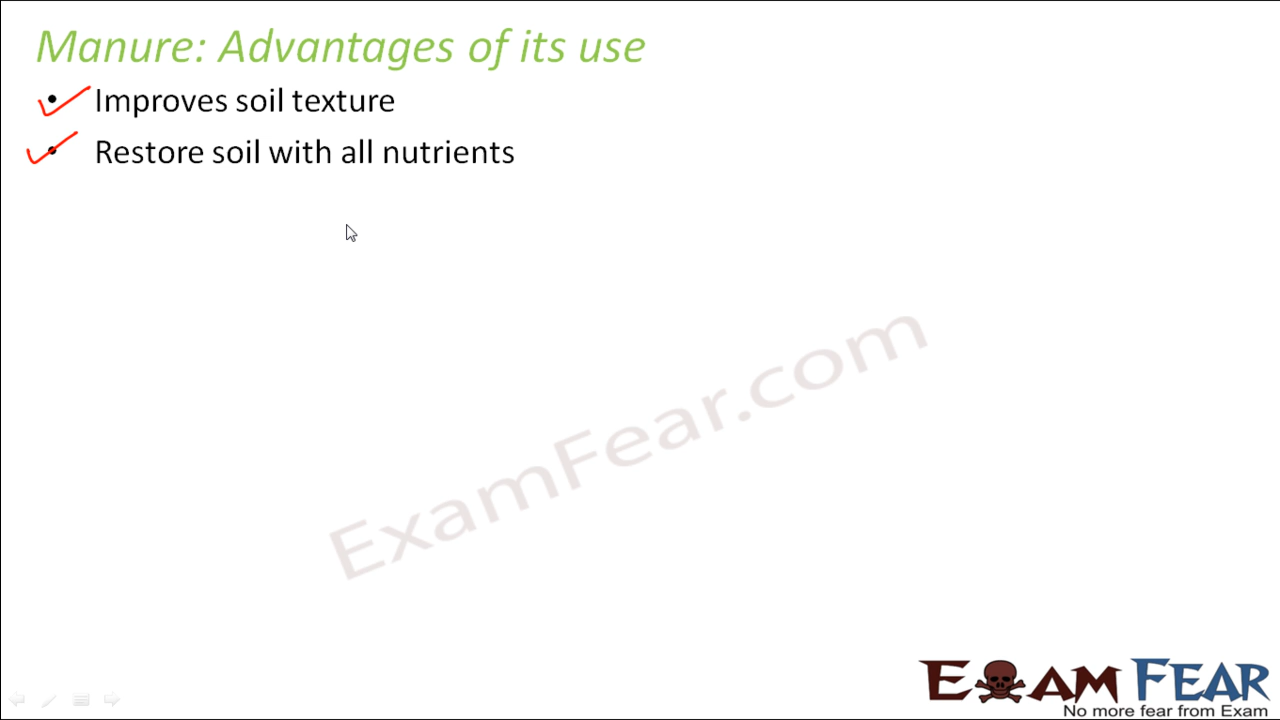 Manure: Advantages of its use
• Improves soil texture
• Restore soil with all nutrients
ExamFear.com
EXAM FEAR
No more fear from Exam